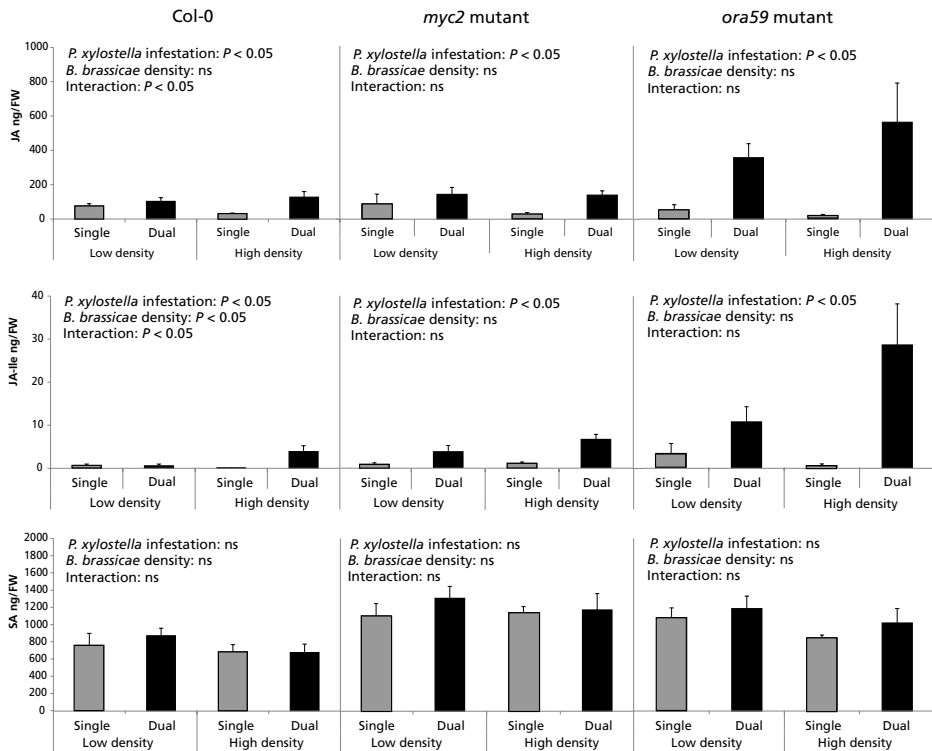 Col-0 myc2 mutant ora59 mutant
JA ng/FW
1000
800
600
400
200
0
P. xylostella infestation: P < 0.05
B. brassicae density: ns
Interaction: P < 0.05
P. xylostella infestation: P < 0.05
B. brassicae density: ns
Interaction: ns
P. xylostella infestation: P < 0.05
B. brassicae density: ns
Interaction: ns
Single Dual Single Dual Single Dual Single Dual Single Dual Single Dual
Low density High density Low density High density Low density High density
JA-Ile ng/FW
40
30
20
10
0
P. xylostella infestation: P < 0.05
B. brassicae density: P < 0.05
Interaction: P < 0.05
P. xylostella infestation: P < 0.05
B. brassicae density: ns
Interaction: ns
P. xylostella infestation: P < 0.05
B. brassicae density: ns
Interaction: ns
Single Dual Single Dual Single Dual Single Dual Single Dual Single Dual
Low density High density Low density High density Low density High density
SA ng/FW
2000
1800
1600
1400
1200
1000
800
600
400
200
0
P. xylostella infestation: ns
B. brassicae density: ns
Interaction: ns
P. xylostella infestation: ns
B. brassicae density: ns
Interaction: ns
P. xylostella infestation: ns
B. brassicae density: ns
Interaction: ns
Single Dual Single Dual Single Dual Single Dual Single Dual Single Dual
Low density High density Low density High density Low density High density